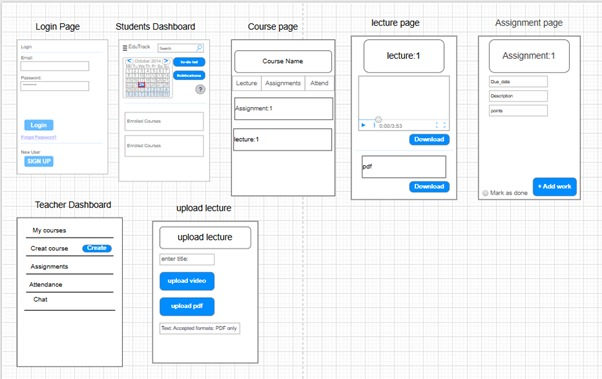 Login Page
Login
Email:
Password:
Login
Forgot Password?
New User
SIGN UP
Students Dashboard
EduTrack
Search
October 2014
To-do list
Notifications
?
Enrolled Courses
Enrolled Courses
Course page
Course Name
Lecture Assignments Attend
Assignment:1
lecture:1
lecture page
lecture:1
0:00/3:53
Download
pdf
Download
Assignment page
Assignment:1
Due_date
Description
points
Mark as done
+ Add work
Teacher Dashboard
My courses
Creat course Create
Assignments
Attendance
Chat
upload lecture
upload lecture
enter title:
upload video
upload pdf
Text: Accepted formats: PDF only